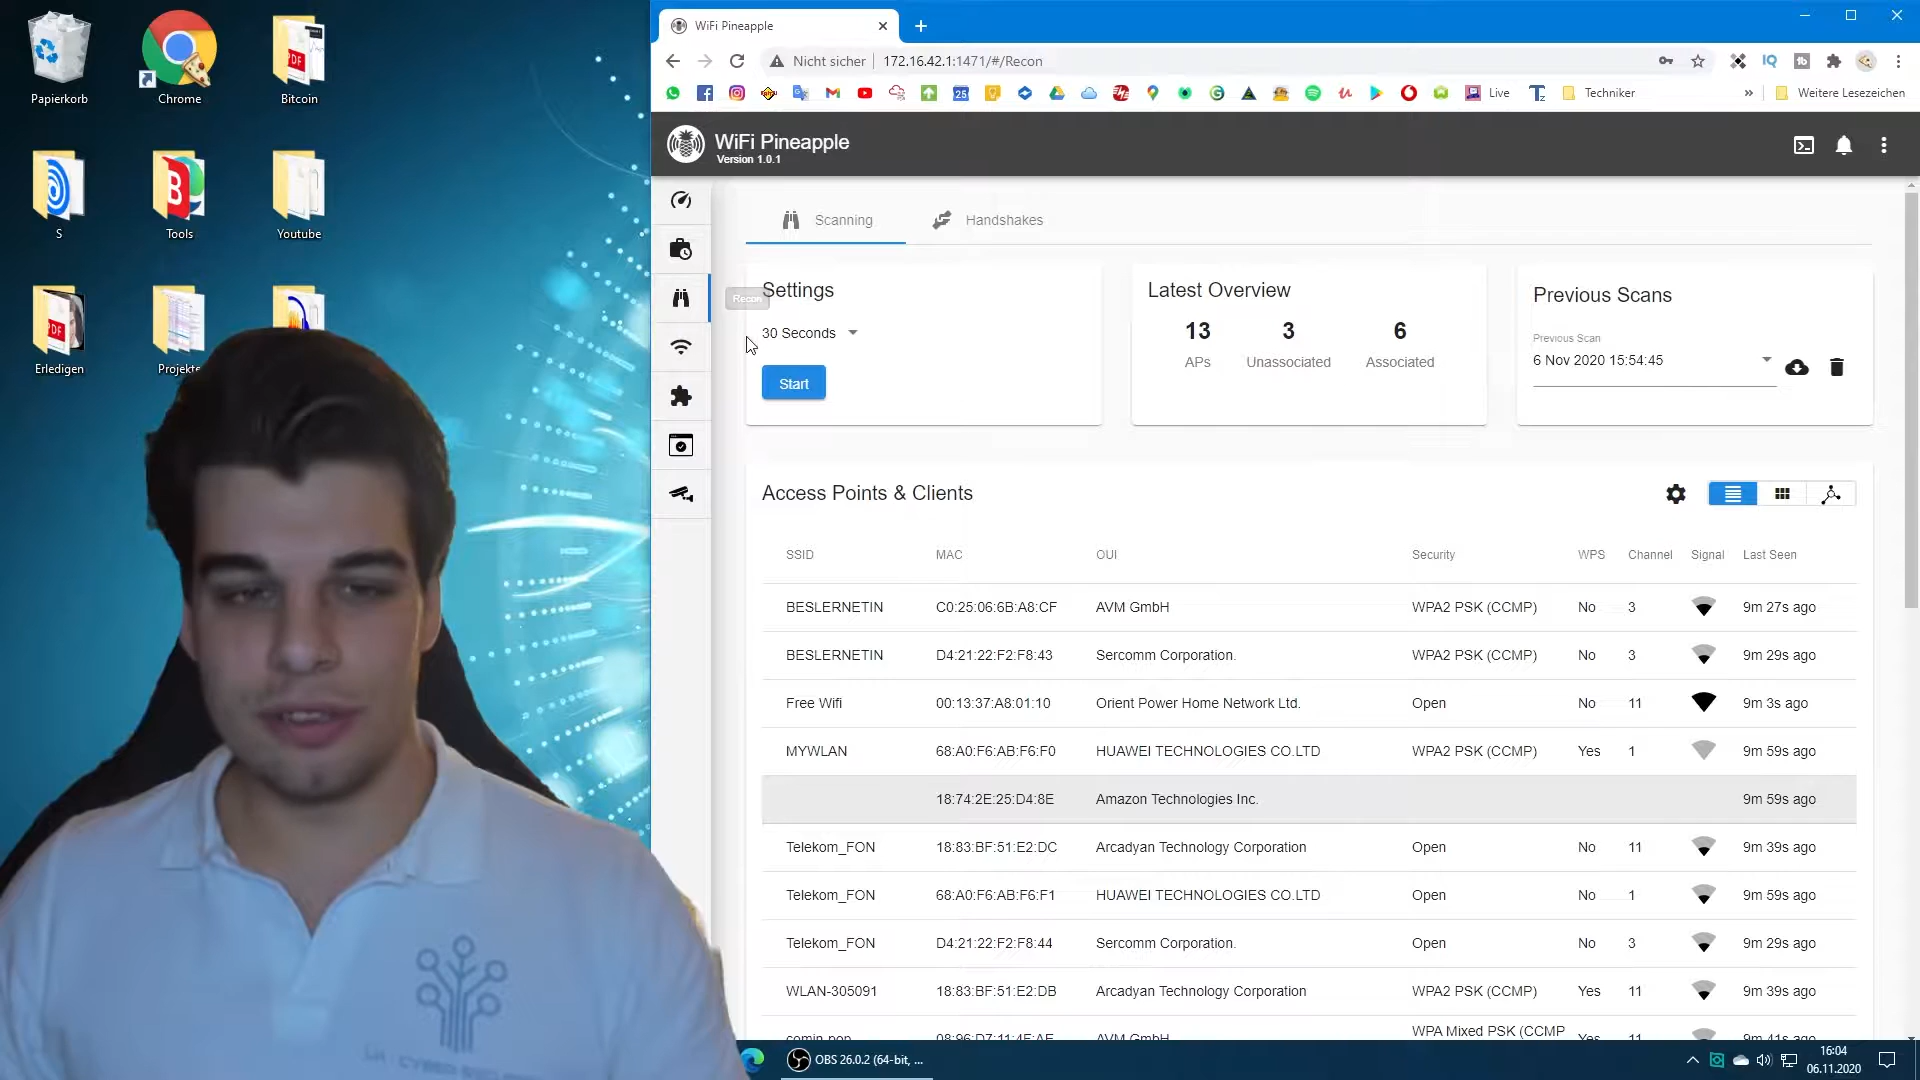 Papierkorb
Chrome
Bitcoin
S
Tools
Youtube
Erledigen
Projekte
WiFi Pineapple
Nicht sicher
172.16.42.1:1471/#/Recon
Live
Techniker
Weitere Lesezeichen
WiFi Pineapple
Version 1.0.1
Scanning
Handshakes
Settings
Recon
30 Seconds
Start
Latest Overview
13 3 6
APs Unassociated Associated
Previous Scans
Previous Scan
6 Nov 2020 15:54:45
Access Points & Clients
SSID MAC OUI Security WPS Channel Signal Last Seen
BESLERNETIN C0:25:06:6B:A8:CF AVM GmbH WPA2 PSK (CCMP) No 3 9m 27s ago
BESLERNETIN D4:21:22:F2:F8:43 Sercomm Corporation. WPA2 PSK (CCMP) No 3 9m 29s ago
Free Wifi 00:13:37:A8:01:10 Orient Power Home Network Ltd. Open No 11 9m 3s ago
MYWLAN 68:A0:F6:AB:F6:F0 HUAWEI TECHNOLOGIES CO.LTD WPA2 PSK (CCMP) Yes 1 9m 59s ago
18:74:2E:25:D4:8E Amazon Technologies Inc. 9m 59s ago
Telekom_FON 18:83:BF:51:E2:DC Arcadyan Technology Corporation Open No 11 9m 39s ago
Telekom_FON 68:A0:F6:AB:F6:F1 HUAWEI TECHNOLOGIES CO.LTD Open No 1 9m 59s ago
Telekom_FON D4:21:22:F2:F8:44 Sercomm Corporation. Open No 3 9m 29s ago
WLAN-305091 18:83:BF:51:E2:DB Arcadyan Technology Corporation WPA2 PSK (CCMP) Yes 11 9m 39s ago
WPA Mixed PSK (CCMP
AVM GmbH Yes 11 9m 41s ago
OBS 26.0.2 (64-bit, ...
16:04
06.11.2020